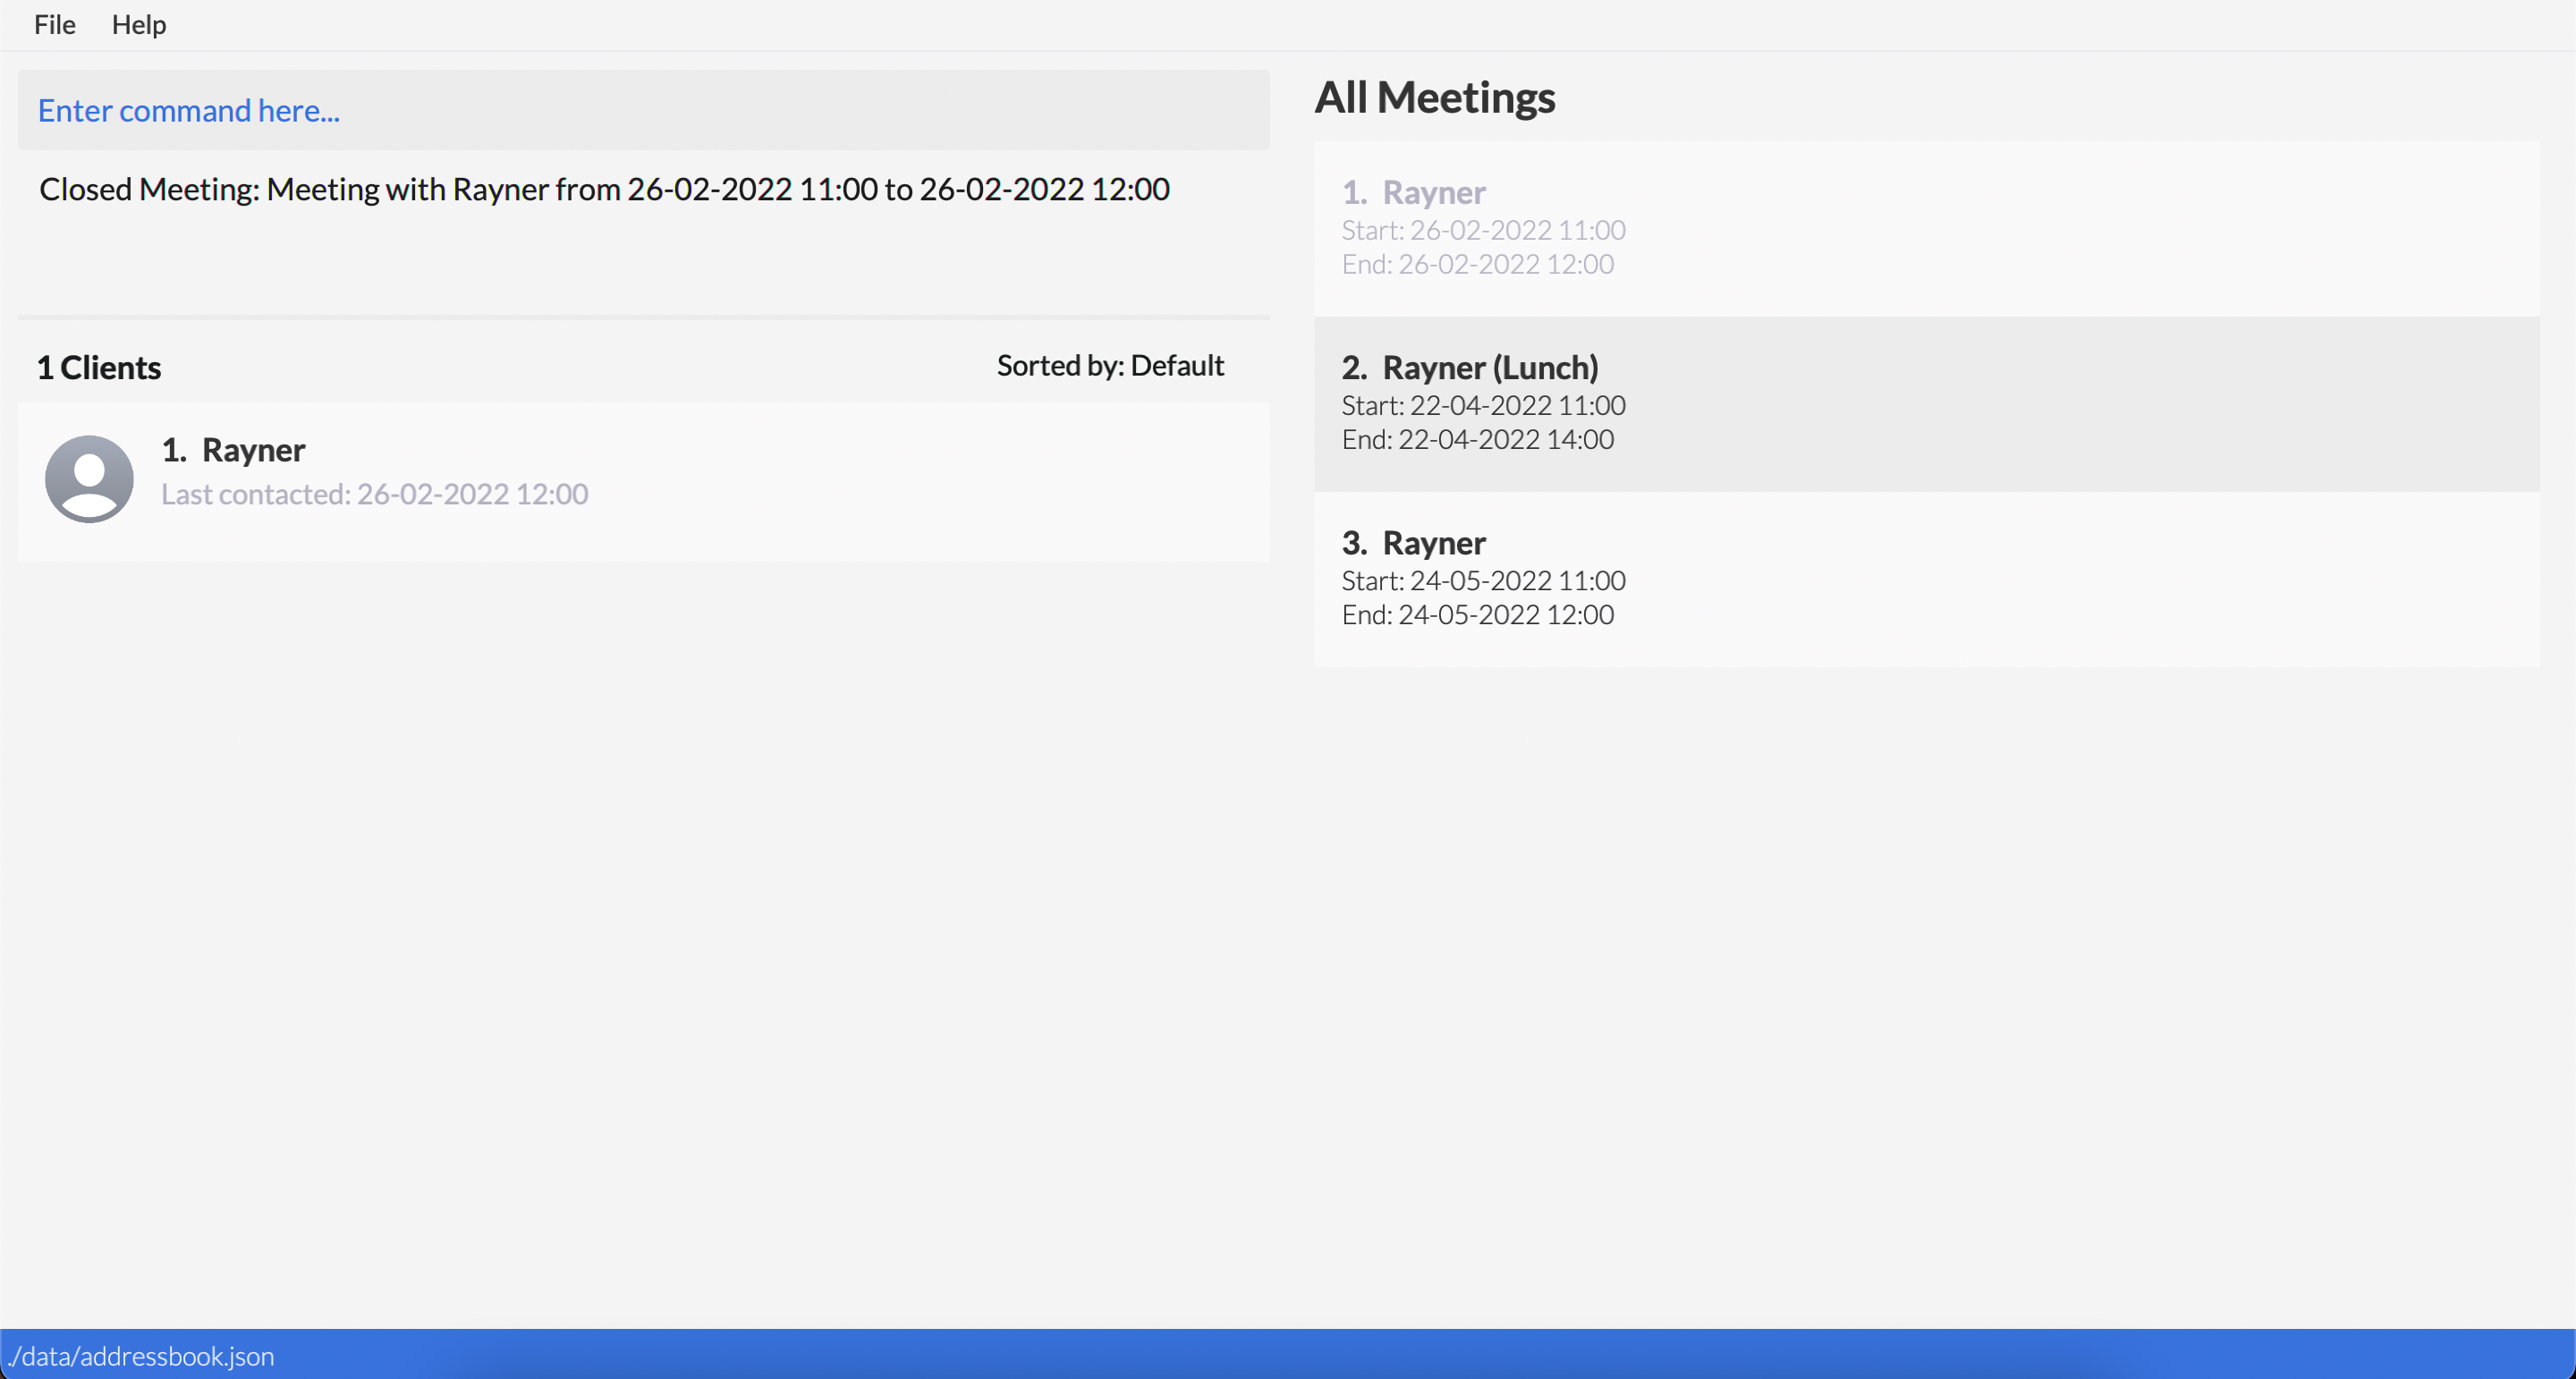 File Help
Enter command here...
Closed Meeting: Meeting with Rayner from 26-02-2022 11:00 to 26-02-2022 12:00
1 Clients Sorted by: Default
1. Rayner
Last contacted: 26-02-2022 12:00
All Meetings
1. Rayner
Start: 26-02-2022 11:00
End: 26-02-2022 12:00
2. Rayner (Lunch)
Start: 22-04-2022 11:00
End: 22-04-2022 14:00
3. Rayner
Start: 24-05-2022 11:00
End: 24-05-2022 12:00
./data/addressbook.json